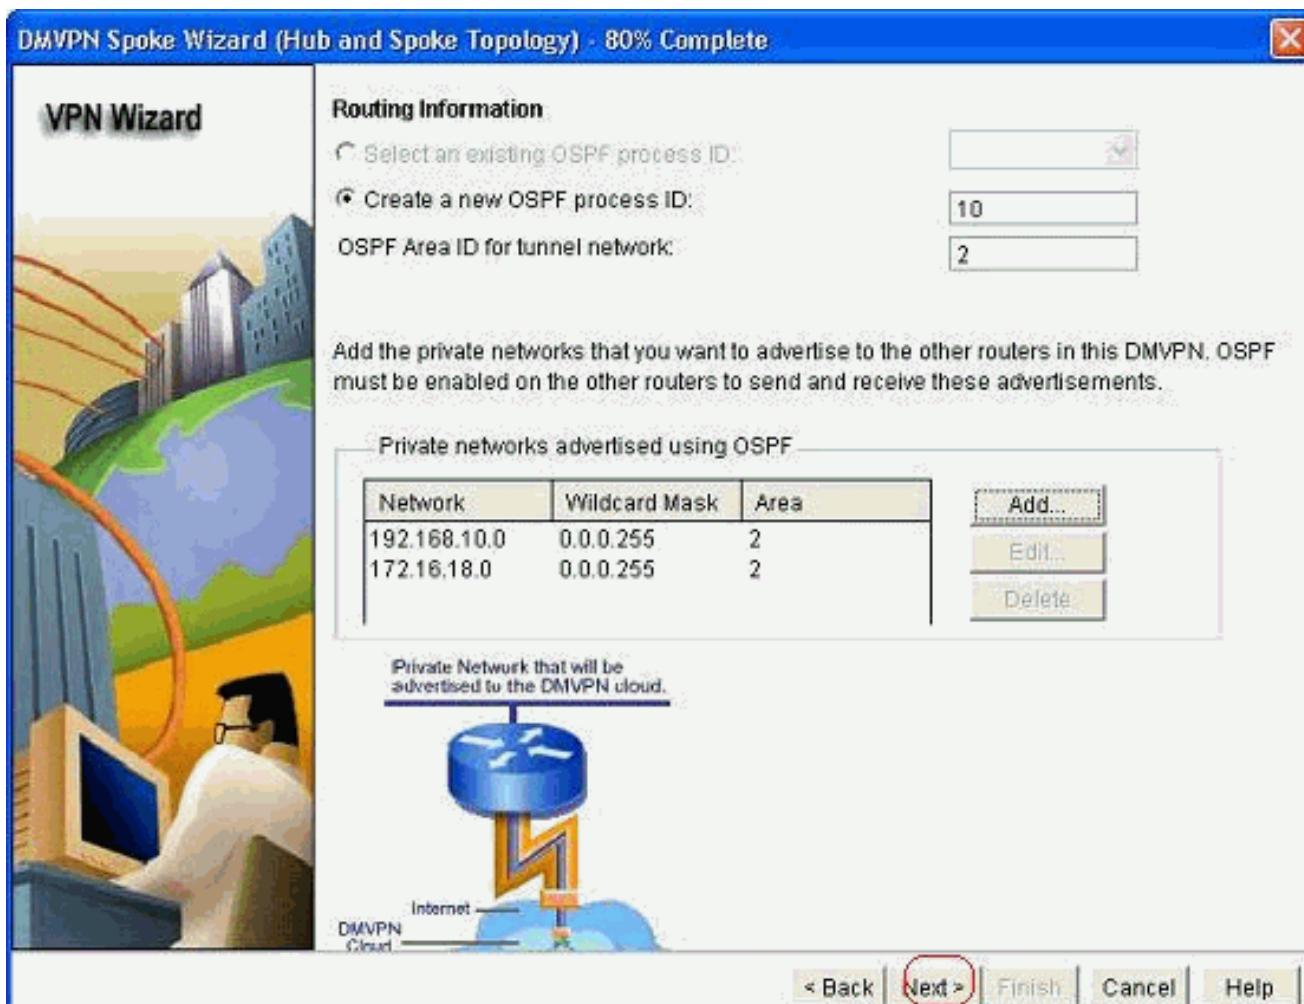 DMVPN Spoke Wizard (Hub and Spoke Topology) - 80% Complete
VPN Wizard
Routing Information
Select an existing OSPF process ID:
Create a new OSPF process ID:
10
OSPF Area ID for tunnel network:
2
Add the private networks that you want to advertise to the other routers in this DMVPN. OSPF
must be enabled on the other routers to send and receive these advertisements.
Private networks advertised using OSPF
Network Wildcard Mask Area
192.168.10.0 0.0.0.255 2
172.16.18.0 0.0.0.255 2
Add...
Edit...
Delete
Private Network that will be
advertised to the DMVPN cloud.
Internet
DMVPN
Cloud
< Back Next > Finish Cancel Help